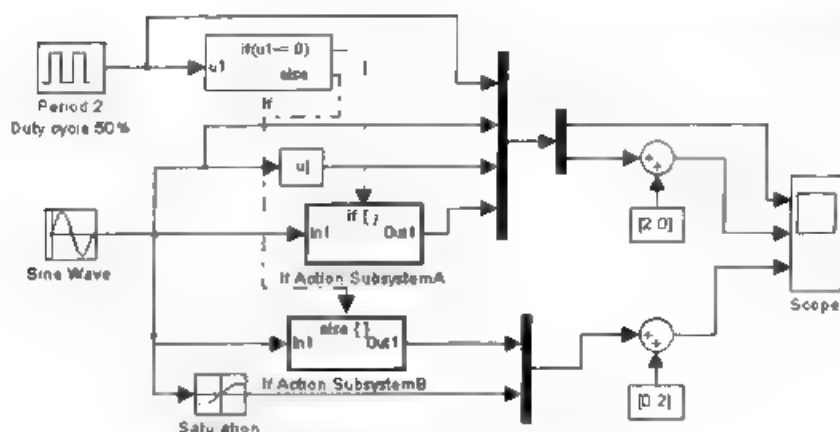 if(u1~= 0)
u1
else
Period 2
Duty cycle 50%
If
|u|
if { }
In1
Out1
If Action SubsystemA
[2 0]
Sine Wave
Scope
else { }
In1
Out1
If Action SubsystemB
[0 2]
Saturation